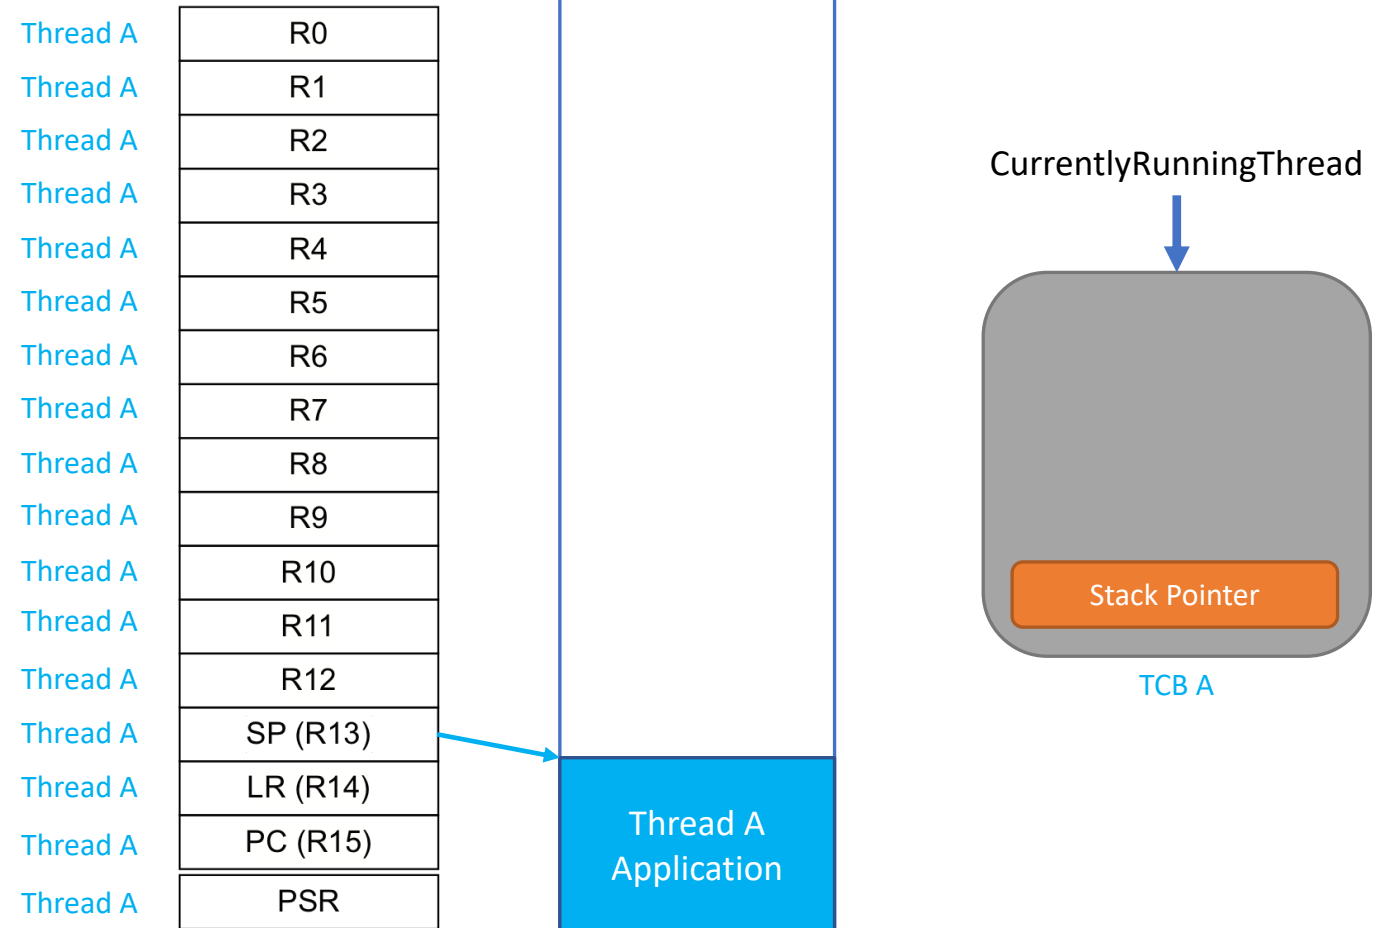 Thread A R0
Thread A R1
Thread A R2
Thread A R3
Thread A R4
Thread A R5
Thread A R6
Thread A R7
Thread A R8
Thread A R9
Thread A R10
Thread A R11
Thread A R12
Thread A SP (R13)
Thread A LR (R14)
Thread A PC (R15)
Thread A PSR
Thread A
Application
CurrentlyRunningThread
Stack Pointer
TCB A